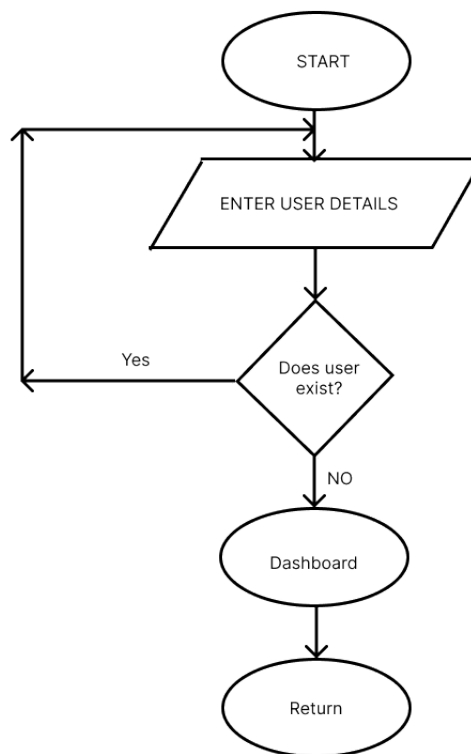 START
ENTER USER DETAILS
Yes
Does user
exist?
NO
Dashboard
Return